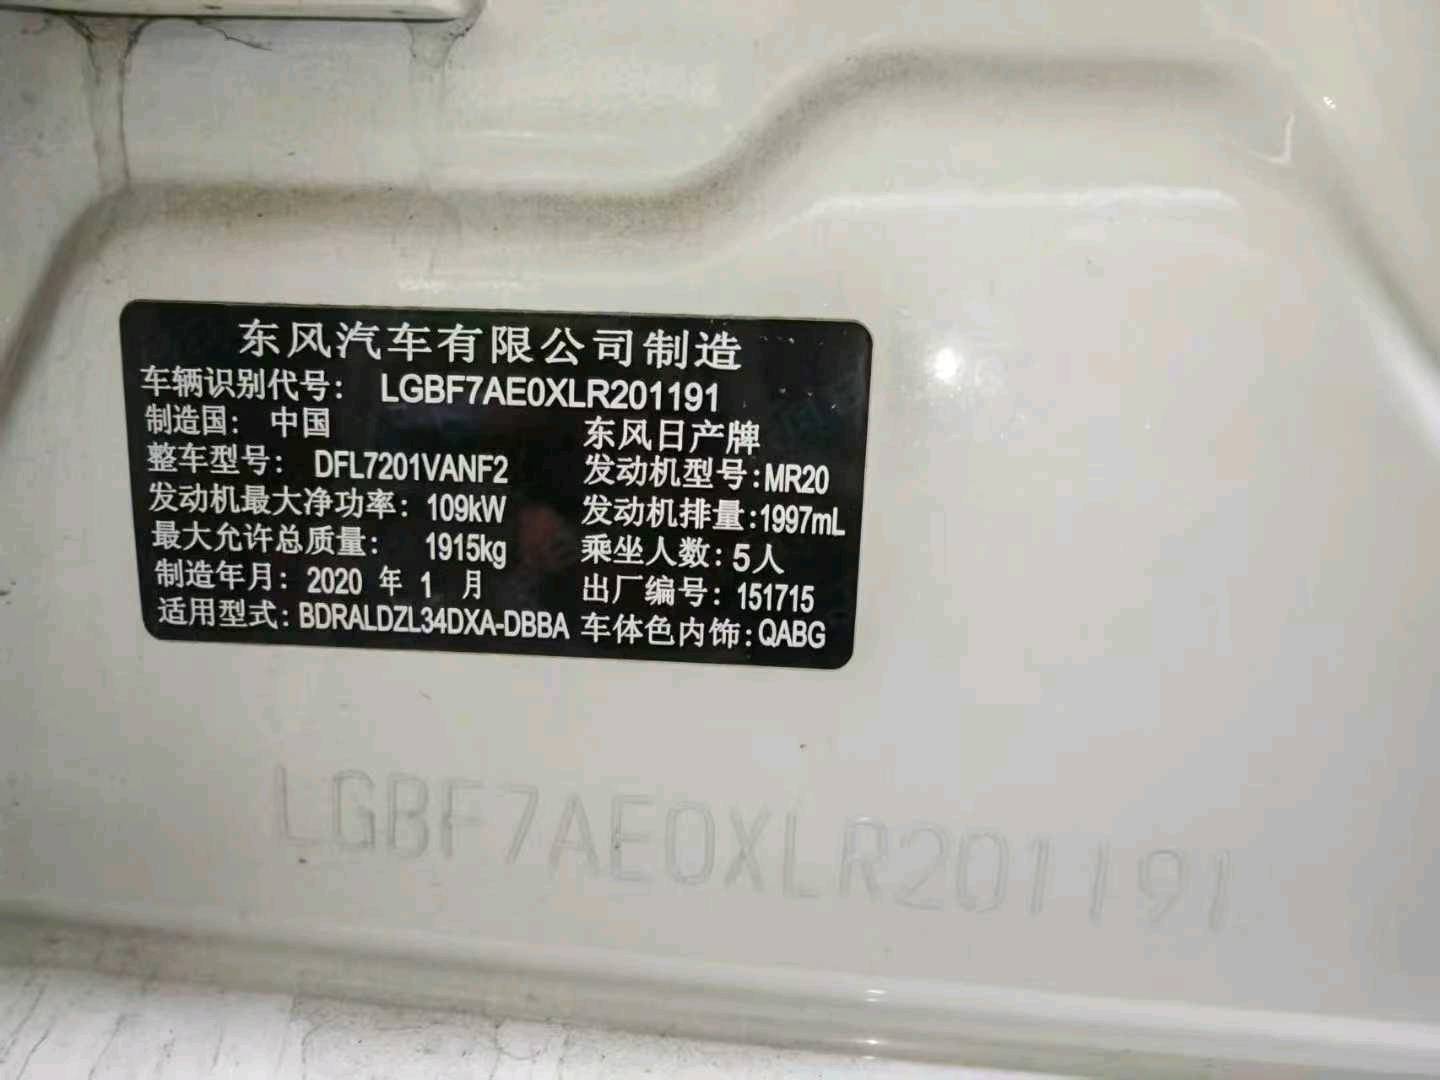 东风汽车有限公司制造
车辆识别代号: LGBF7AE0XLR201191
制造国: 中国 东风日产牌
整车型号: DFL7201VANF2 发动机型号:MR20
发动机最大净功率: 109kW 发动机排量:1997mL
最大允许总质量: 1915kg 乘坐人数:5人
制造年月: 2020 年 1 月 出厂编号: 151715
适用型式: BDRALDZL34DXA-DBBA 车体色内饰:QABG
LGBF7AE0XLR201191